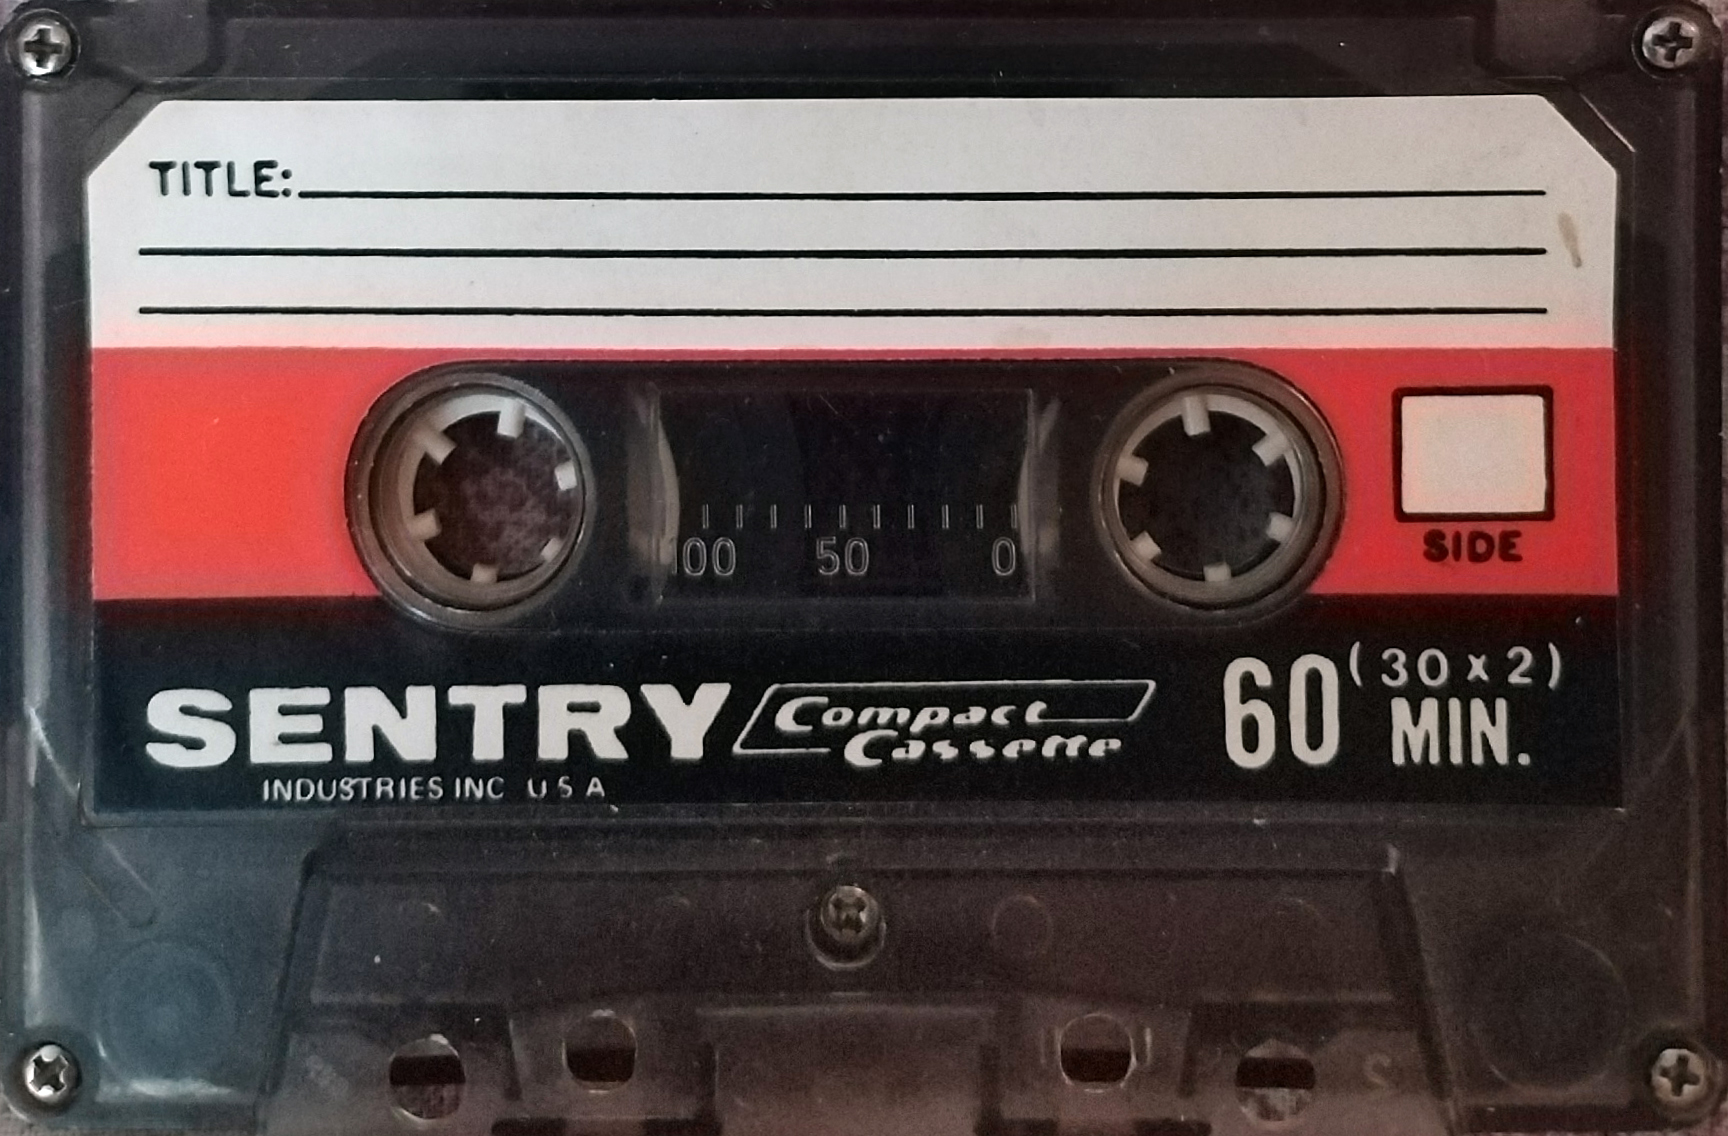 TITLE:
100 50 0
SIDE
SENTRY Compact Cassette
INDUSTRIES INC U S A
60 (30 x 2) MIN.